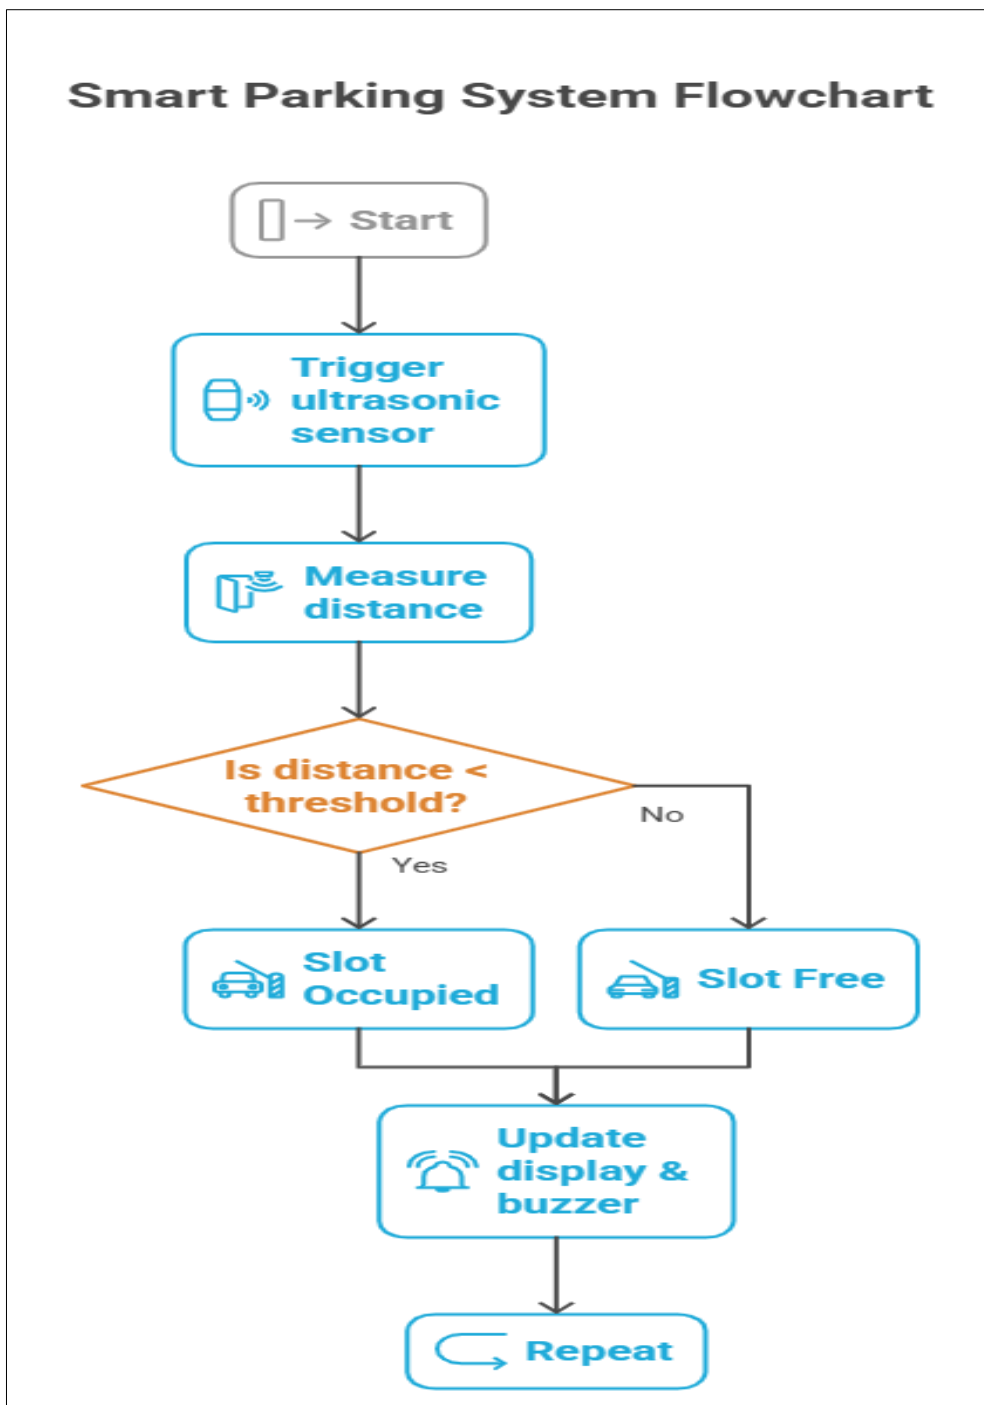 Smart Parking System Flowchart
Start
Trigger
ultrasonic
sensor
Measure
distance
Is distance <
threshold?
No
Yes
Slot
Occupied
Slot Free
Update
display &
buzzer
Repeat